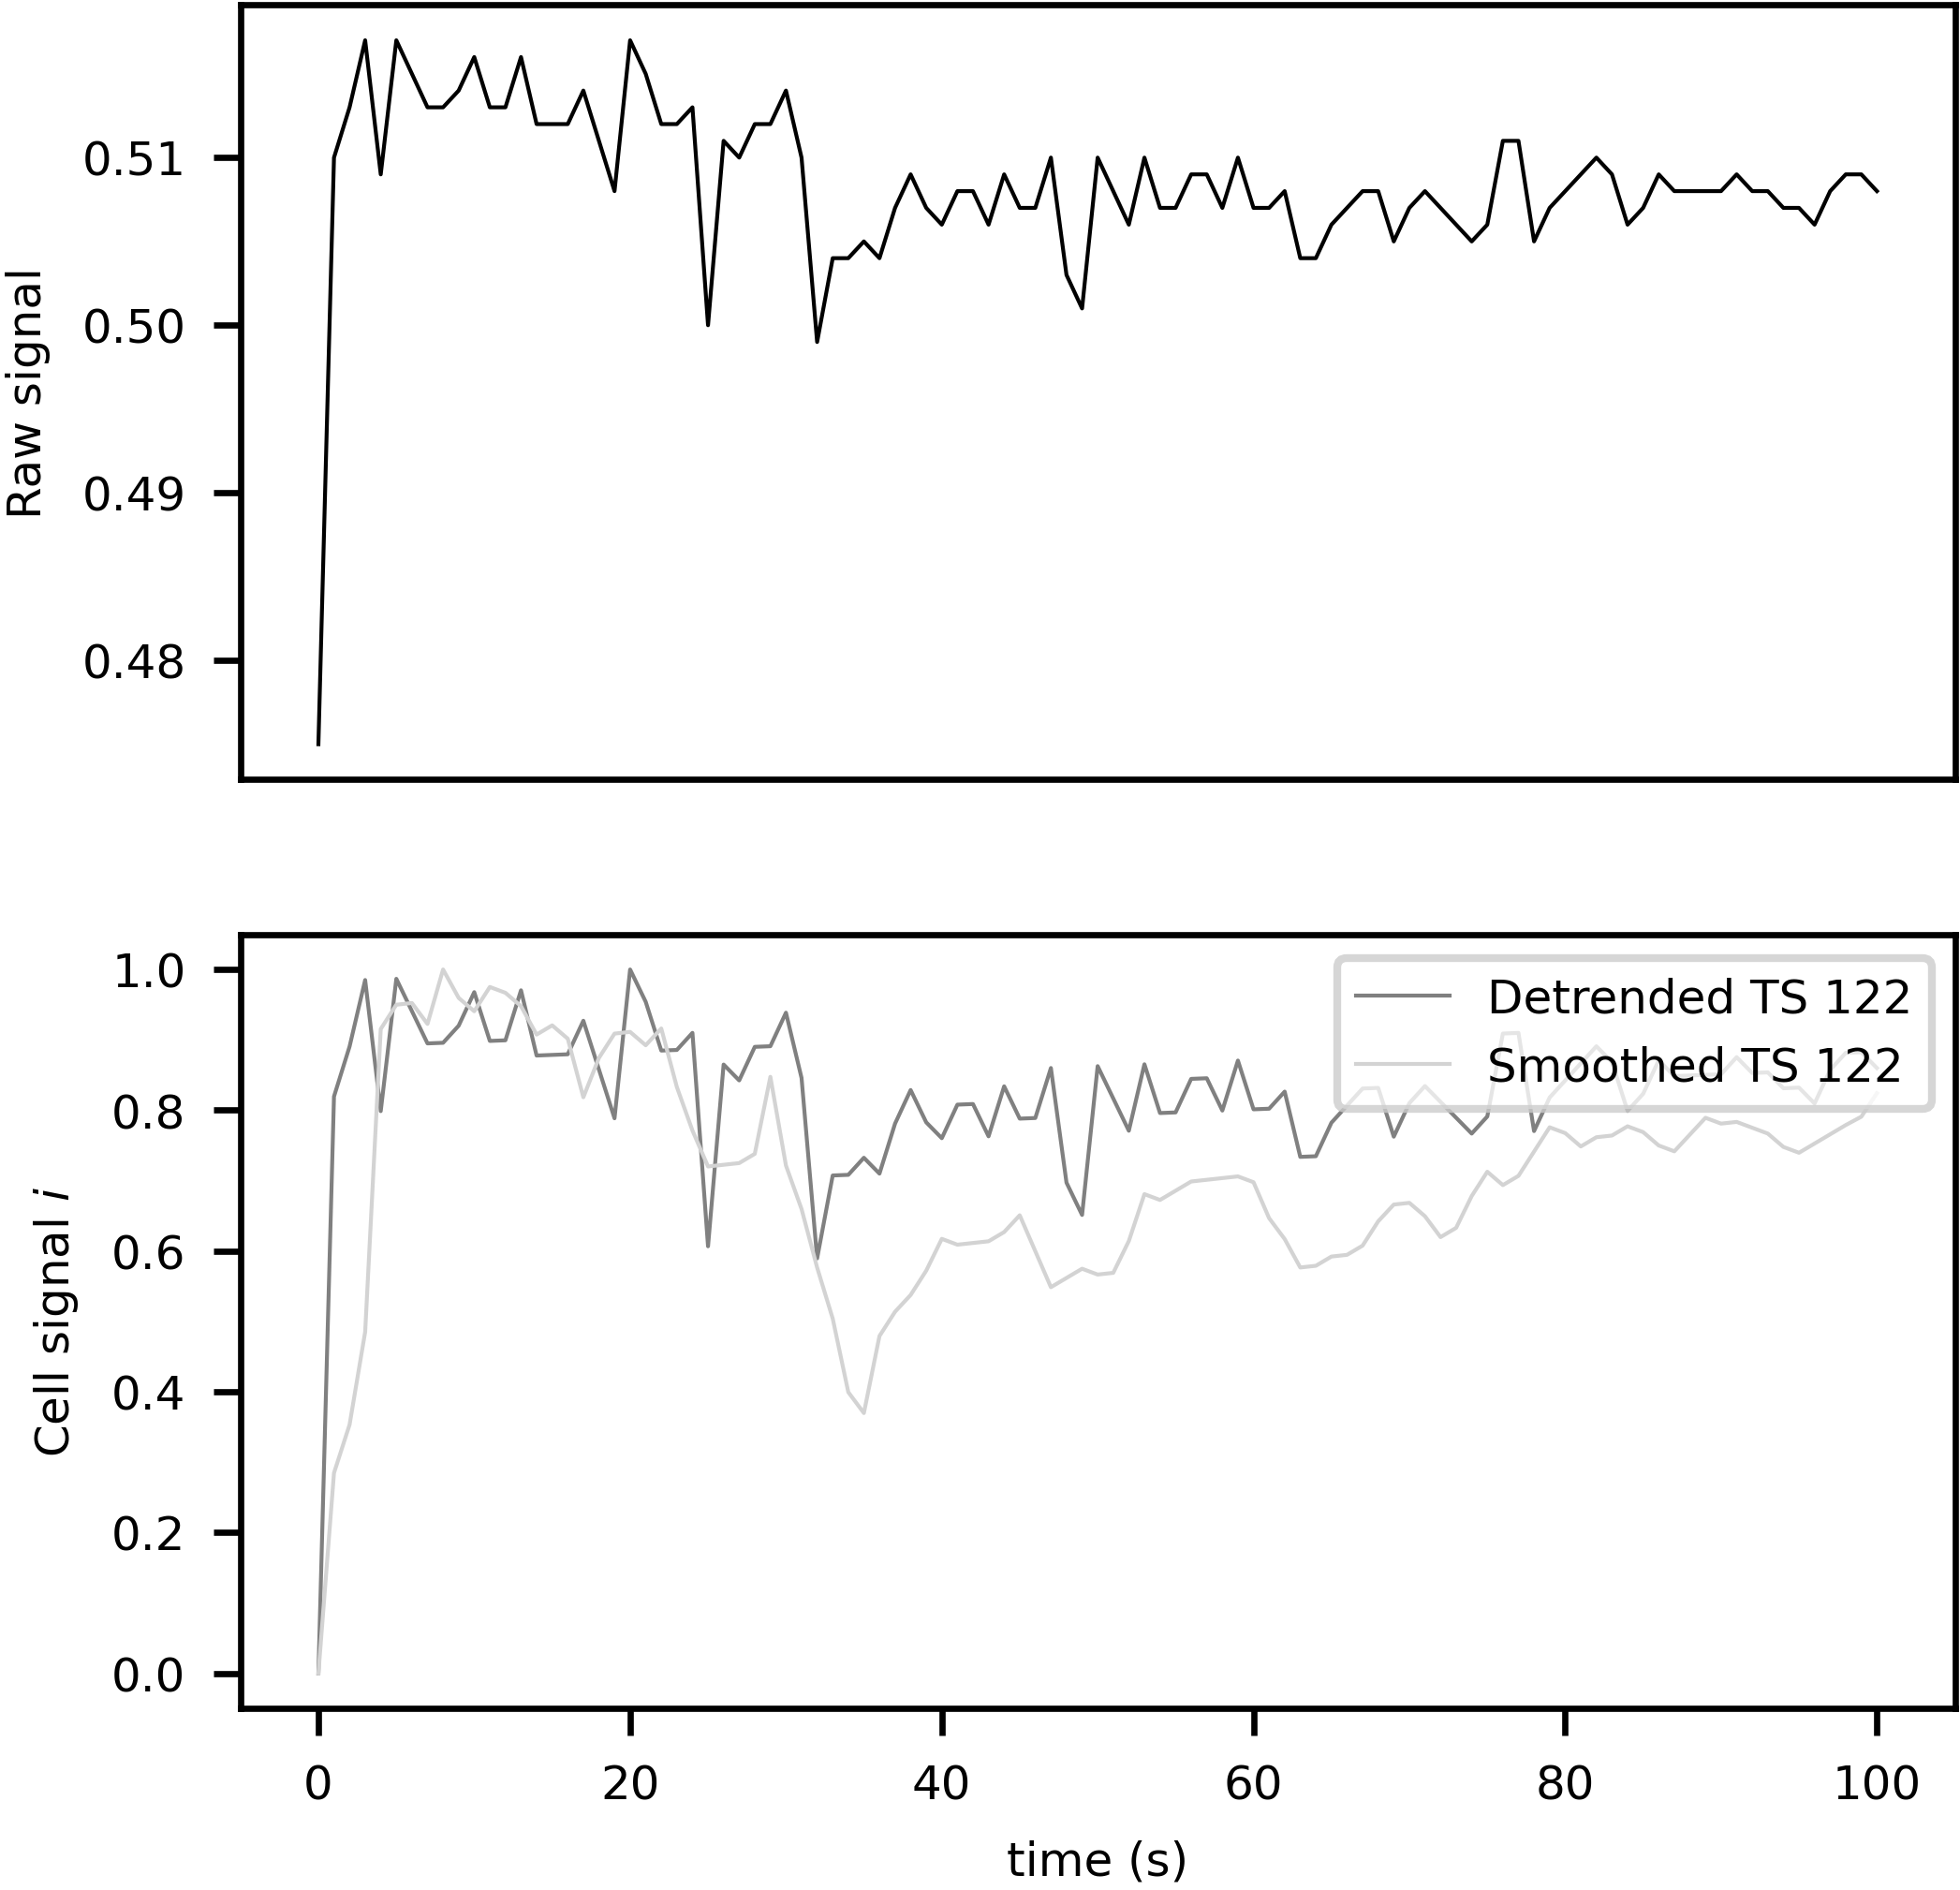 Raw signal
0.51
0.50
0.49
0.48
Cell signal i
1.0
0.8
0.6
0.4
0.2
0.0
Detrended TS 122
Smoothed TS 122
0 20 40 60 80 100
time (s)